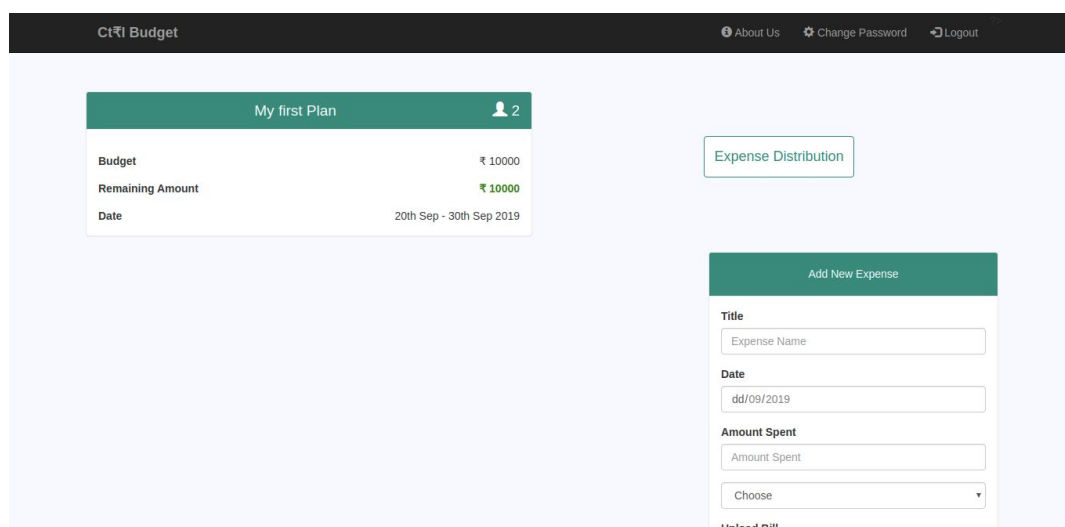 Ct₹l Budget
About Us Change Password Logout
?>
My first Plan 2
Budget ₹ 10000
Remaining Amount ₹ 10000
Date 20th Sep - 30th Sep 2019
Expense Distribution
Add New Expense
Title
Expense Name
Date
dd/09/2019
Amount Spent
Amount Spent
Choose
Upload Bill